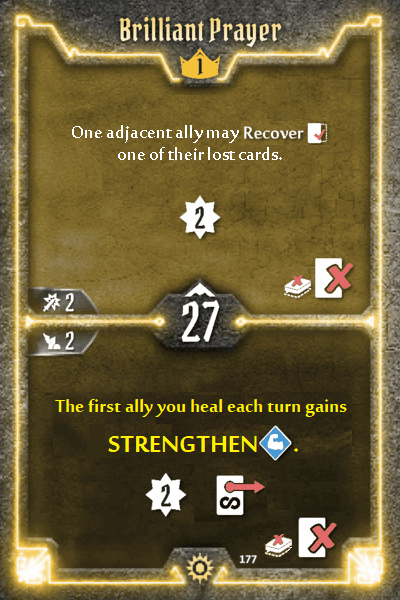 Brilliant Prayer
1
One adjacent ally may Recover
one of their lost cards.
2
2
27
2
The first ally you heal each turn gains
STRENGTHEN.
2
177